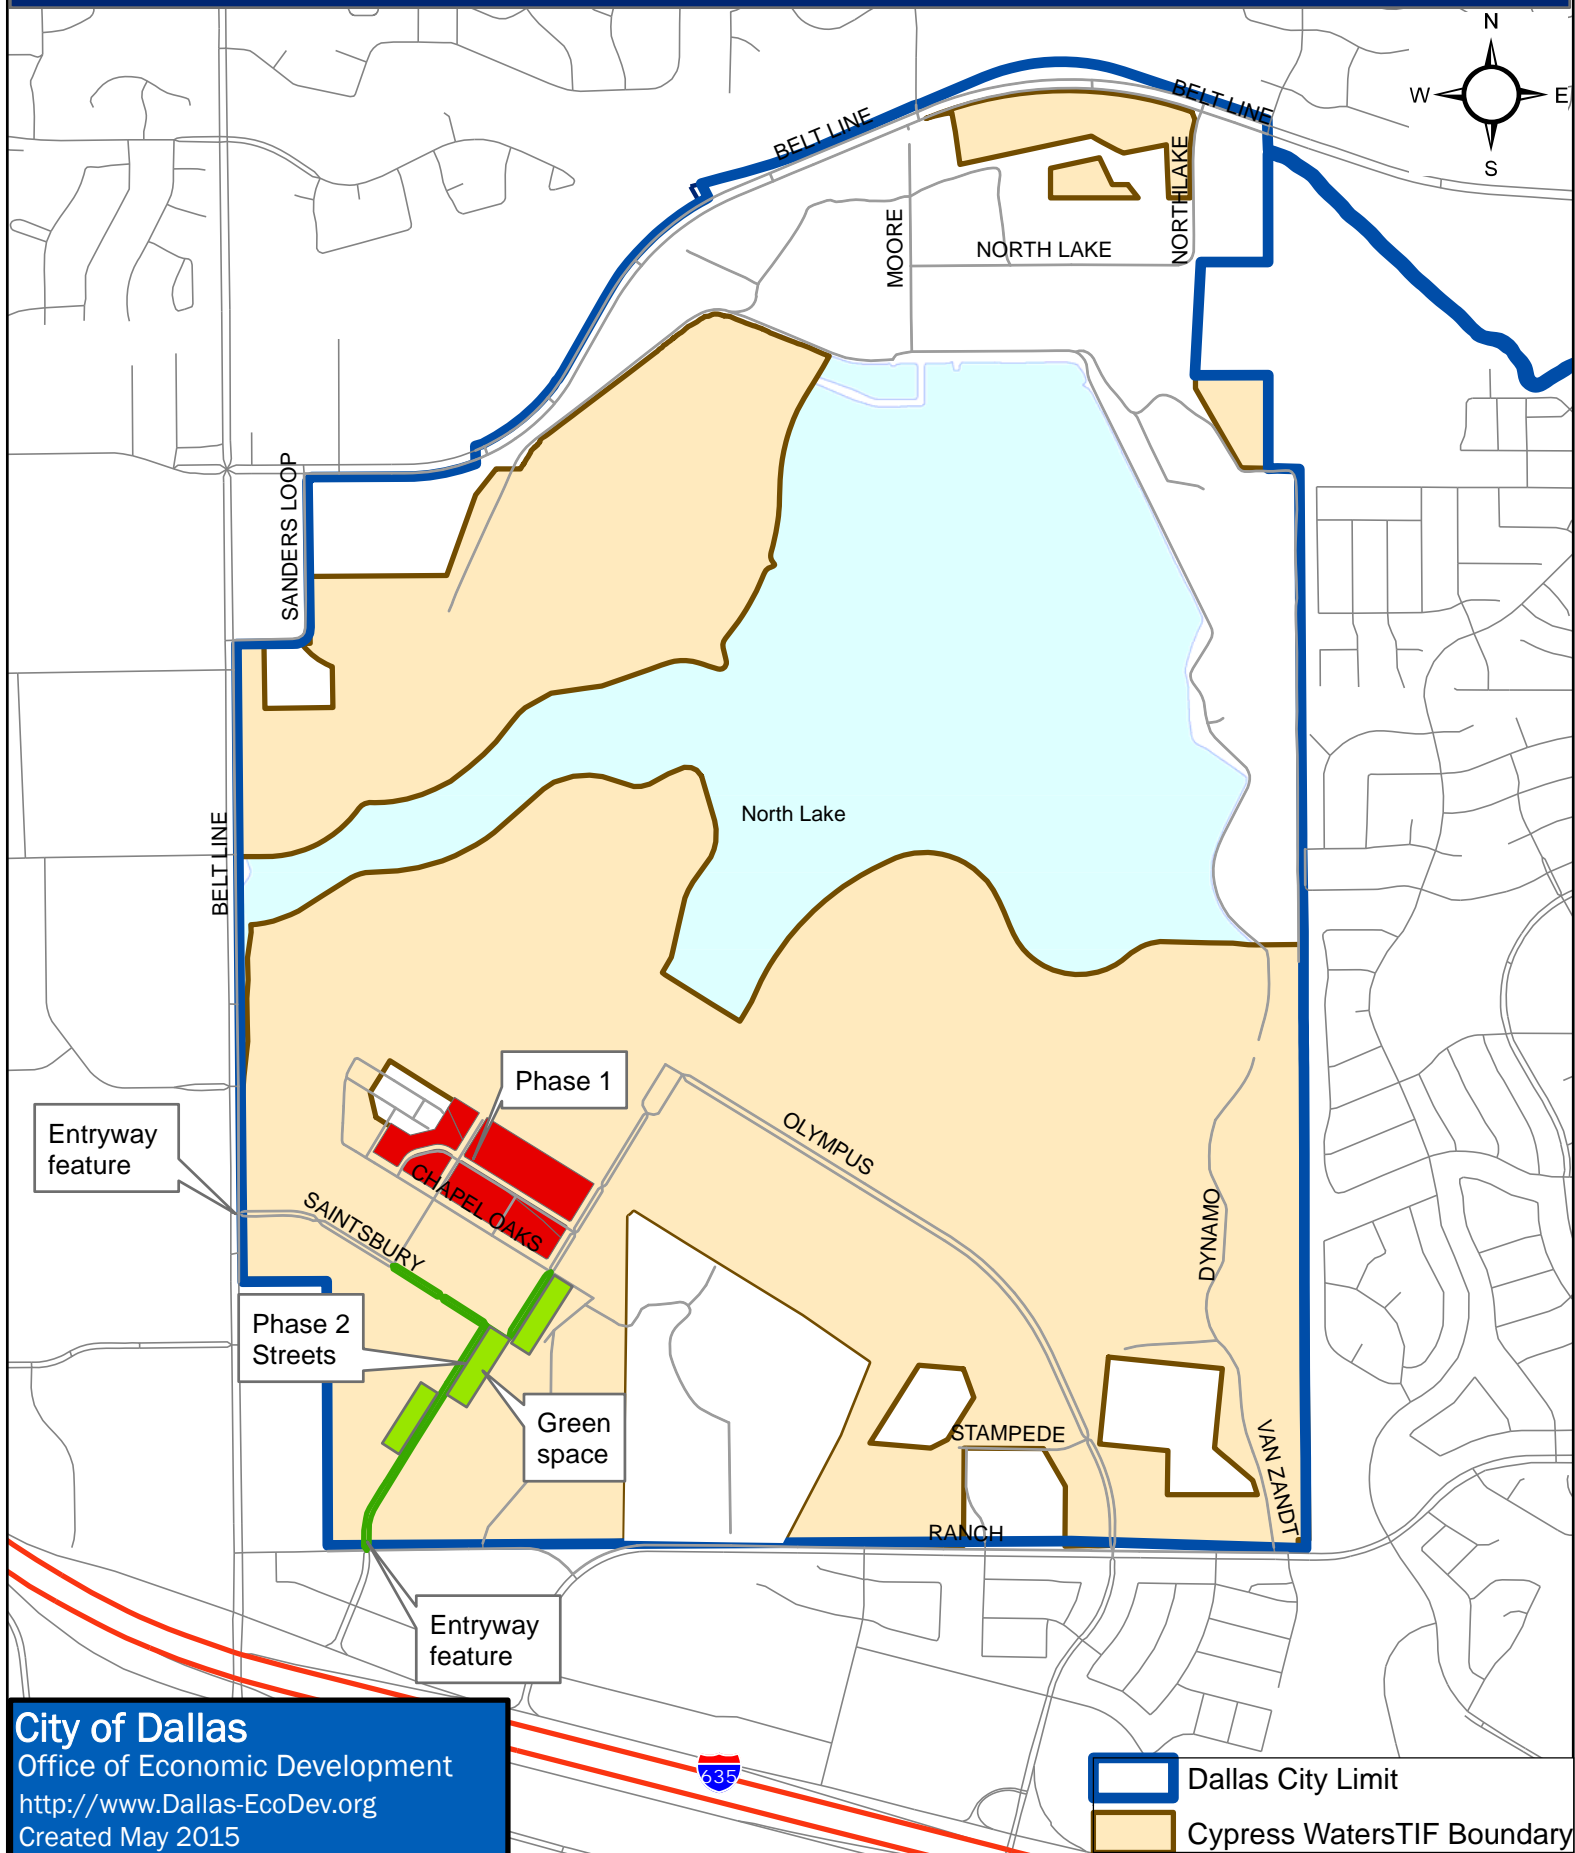 N
W
E
S
BELT LINE
BELT LINE
NORTHLAKE
MOORE
NORTH LAKE
SANDERS LOOP
North Lake
BELT LINE
Phase 1
Entryway
feature
OLYMPUS
CHAPEL OAKS
SAINTSBURY
DYNAMO
Phase 2
Streets
Green
space
STAMPEDE
VAN ZANDT
RANCH
Entryway
feature
City of Dallas
Office of Economic Development
http://www.Dallas-EcoDev.org
Created May 2015
635
Dallas City Limit
Cypress WatersTIF Boundary